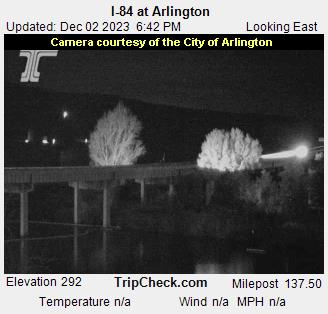 I-84 at Arlington
Updated: Dec 02 2023 6:42 PM Looking East
Camera courtesy of the City of Arlington
Elevation 292 TripCheck.com Milepost 137.50
Temperature n/a Wind n/a MPH n/a